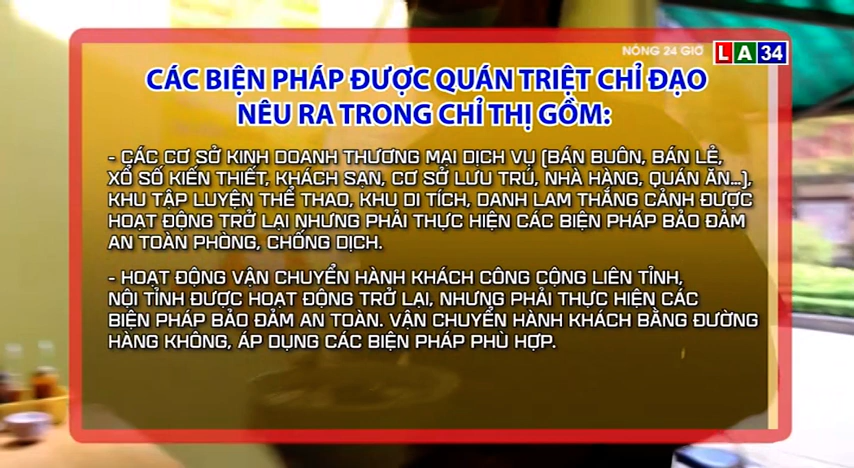 NÓNG 24 GIỜ LA34
CÁC BIỆN PHÁP ĐƯỢC QUÁN TRIỆT CHỈ ĐẠO
NÊU RA TRONG CHỈ THỊ GỒM:
- CÁC CƠ SỞ KINH DOANH THƯƠNG MẠI DỊCH VỤ (BÁN BUÔN, BÁN LẺ,
XỔ SỐ KIẾN THIẾT, KHÁCH SẠN, CƠ SỞ LƯU TRÚ, NHÀ HÀNG, QUÁN ĂN...),
KHU TẬP LUYỆN THỂ THAO, KHU DI TÍCH, DANH LAM THẮNG CẢNH ĐƯỢC
HOẠT ĐỘNG TRỞ LẠI NHƯNG PHẢI THỰC HIỆN CÁC BIỆN PHÁP BẢO ĐẢM
AN TOÀN PHÒNG, CHỐNG DỊCH.
- HOẠT ĐỘNG VẬN CHUYỂN HÀNH KHÁCH CÔNG CỘNG LIÊN TỈNH,
NỘI TỈNH ĐƯỢC HOẠT ĐỘNG TRỞ LẠI, NHƯNG PHẢI THỰC HIỆN CÁC
BIỆN PHÁP BẢO ĐẢM AN TOÀN. VẬN CHUYỂN HÀNH KHÁCH BẰNG ĐƯỜNG
HÀNG KHÔNG, ÁP DỤNG CÁC BIỆN PHÁP PHÙ HỢP.